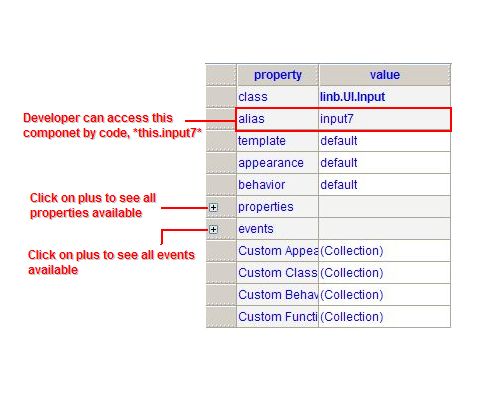 property value
class linb.UI.Input
Developer can access this
componet by code, *this.input7*
alias input7
template default
appearance default
behavior default
Click on plus to see all
properties available
properties
events
Click on plus to see all events
available
Custom Appea (Collection)
Custom Class (Collection)
Custom Behav (Collection)
Custom Functi (Collection)